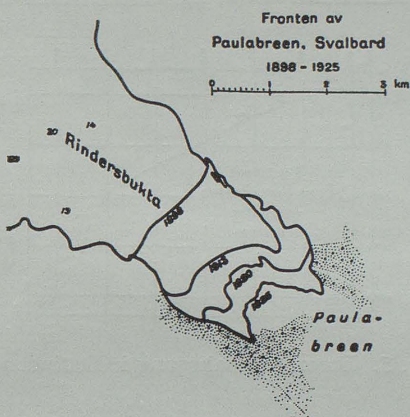 Fronten av
Paulabreen, Svalbard
1898 - 1925
0 1 2 3 km
20 14
Rindersbukta
19
1898
1913
1920
1925
Paula-
breen